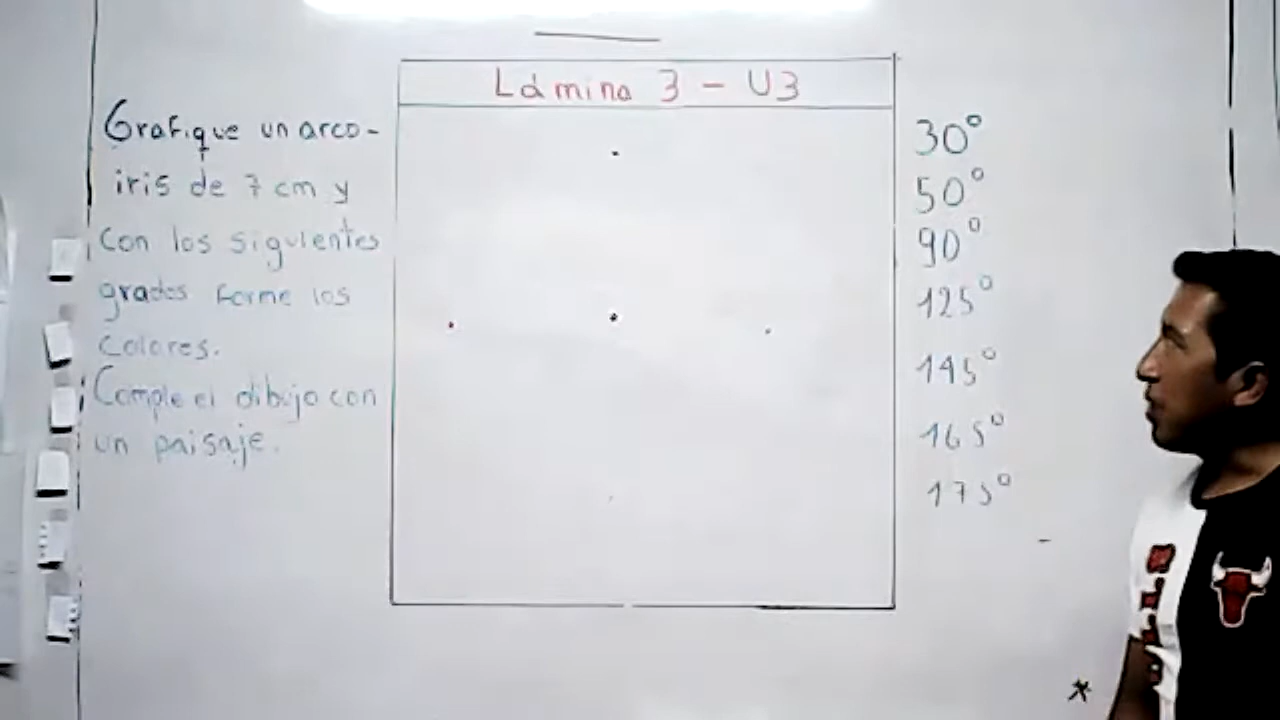 Lámina 3 - U3
Grafique un arco-
iris de 7 cm y
con los siguientes
grados forme los
colores.
Comple el dibujo con
un paisaje.
30°
50°
90°
125°
145°
165°
175°